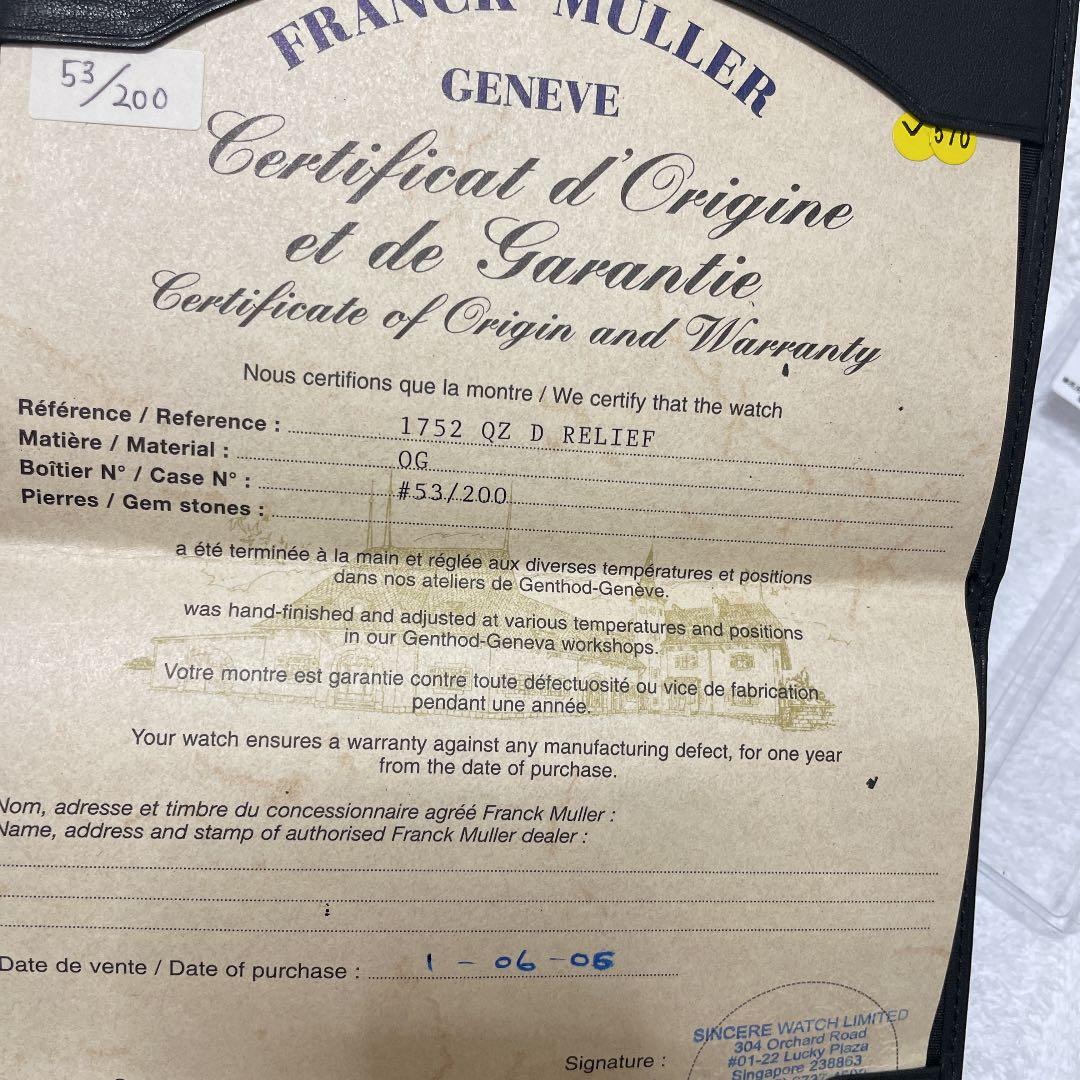 FRANCK MULLER
GENEVE
53/200
570
Certificat d'Origine
et de Garantie
Certificate of Origin and Warranty
Nous certifions que la montre / We certify that the watch
Référence / Reference : 1752 QZ D RELIEF
Matière / Material : OG
Boîtier N° / Case N° : #53/200
Pierres / Gem stones :
a été terminée à la main et réglée aux diverses températures et positions
dans nos ateliers de Genthod-Genève.
was hand-finished and adjusted at various temperatures and positions
in our Genthod-Geneva workshops.
Votre montre est garantie contre toute défectuosité ou vice de fabrication
pendant une année.
Your watch ensures a warranty against any manufacturing defect, for one year
from the date of purchase.
Nom, adresse et timbre du concessionnaire agréé Franck Muller :
Name, address and stamp of authorised Franck Muller dealer :
Date de vente / Date of purchase : 1 - 06 - 06
Signature :
SINCERE WATCH LIMITED
304 Orchard Road
#01-22 Lucky Plaza
Singapore 238863